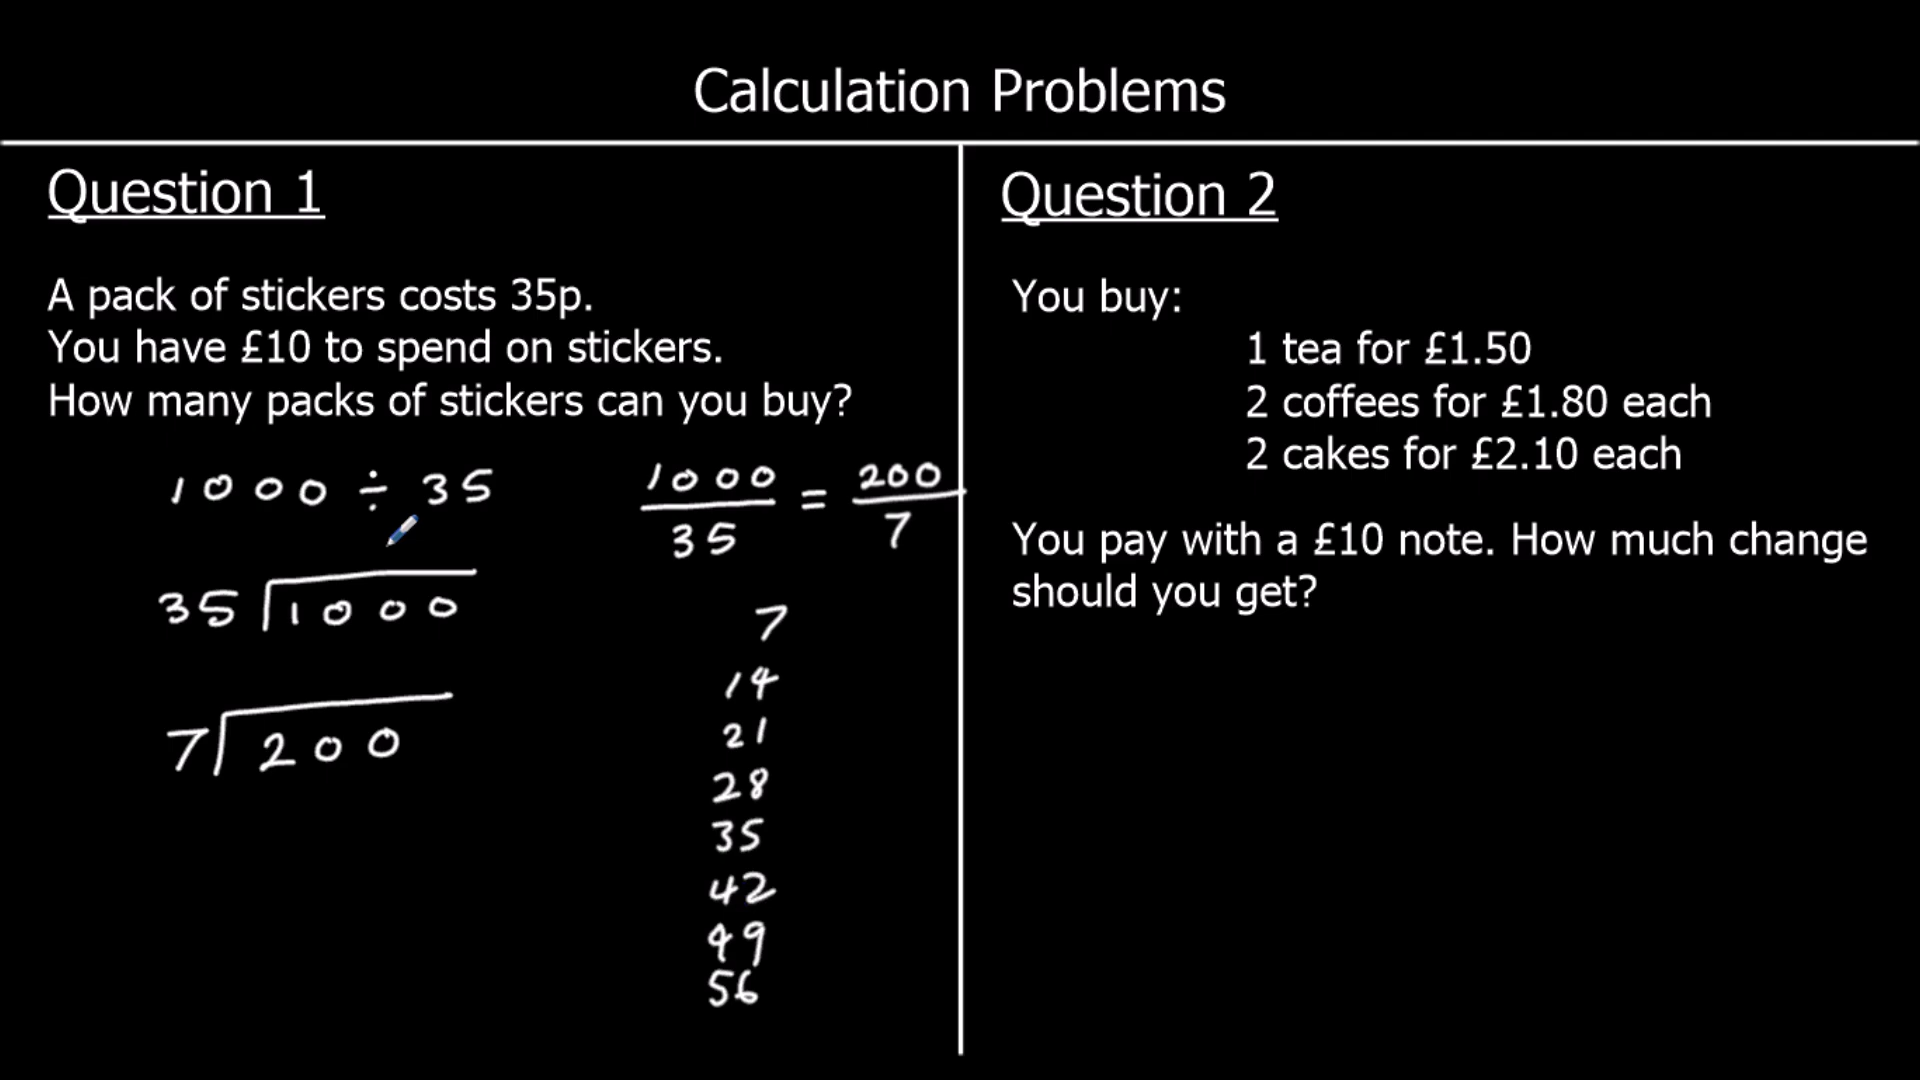 Calculation Problems
Question 1
A pack of stickers costs 35p.
You have £10 to spend on stickers.
How many packs of stickers can you buy?
1000 ÷ 35
35 1000
7 200
1000/35 = 200/7
7
14
21
28
35
42
49
56
Question 2
You buy:
1 tea for £1.50
2 coffees for £1.80 each
2 cakes for £2.10 each
You pay with a £10 note. How much change
should you get?